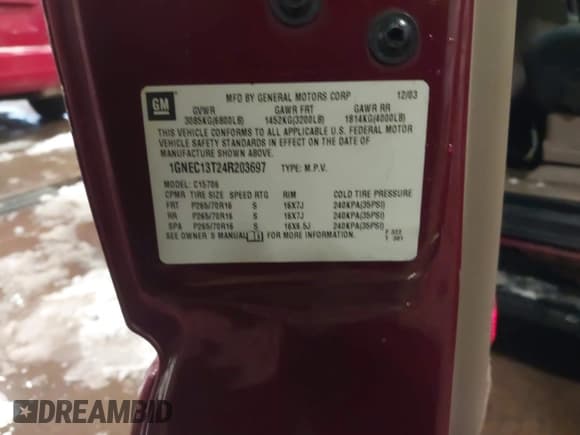 GM
MFD BY GENERAL MOTORS CORP 12/03
GVWR GAWR FRT GAWR RR
3085KG(6800LB) 1452KG(3200LB) 1814KG(4000LB)
THIS VEHICLE CONFORMS TO ALL APPLICABLE U.S. FEDERAL MOTOR
VEHICLE SAFETY STANDARDS IN EFFECT ON THE DATE OF
MANUFACTURE SHOWN ABOVE.
1GNEC13T24R203697 TYPE: M.P.V.
MODEL: C15706
CPMR TIRE SIZE SPEED RTG RIM COLD TIRE PRESSURE
FRT P265/70R16 S 16X7J 240KPA(35PSI)
RR P265/70R16 S 16X7J 240KPA(35PSI)
SPA P265/70R16 S 16X6.5J 240KPA(35PSI)
SEE OWNER'S MANUAL FOR MORE INFORMATION.
DREAMBID